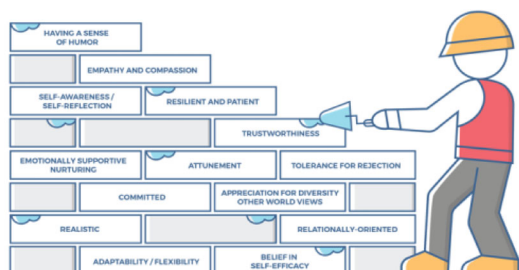 HAVING A SENSE
OF HUMOR
EMPATHY AND COMPASSION
SELF-AWARENESS /
SELF-REFLECTION
RESILIENT AND PATIENT
TRUSTWORTHINESS
EMOTIONALLY SUPPORTIVE
NURTURING
ATTUNEMENT
TOLERANCE FOR REJECTION
COMMITTED
APPRECIATION FOR DIVERSITY
OTHER WORLD VIEWS
REALISTIC
RELATIONALLY-ORIENTED
ADAPTABILITY / FLEXIBILITY
BELIEF IN
SELF-EFFICACY